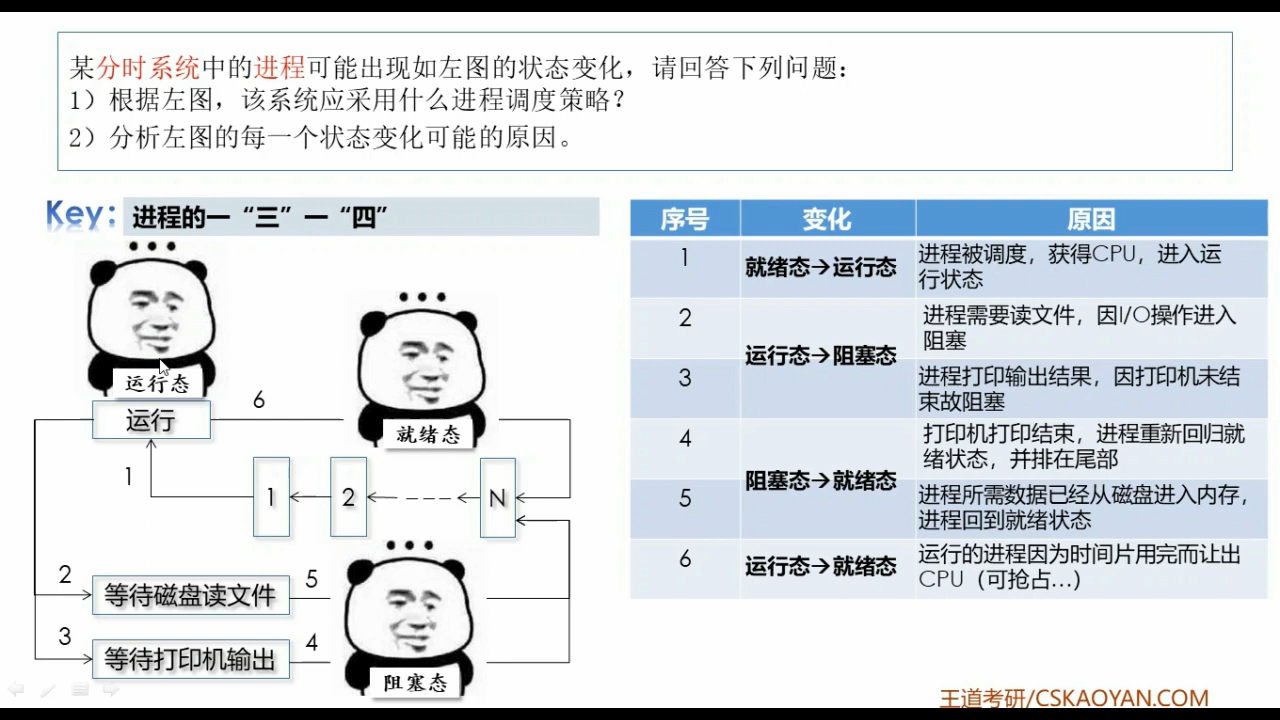 某分时系统中的进程可能出现如左图的状态变化，请回答下列问题：
1）根据左图，该系统应采用什么进程调度策略？
2）分析左图的每一个状态变化可能的原因。
Key:
进程的一“三”一“四”
运行态
运行
6
就绪态
1
1
2
N
2
等待磁盘读文件
5
3
等待打印机输出
4
阻塞态
序号 变化 原因
1 就绪态→运行态 进程被调度，获得CPU，进入运
行状态
2 进程需要读文件，因I/O操作进入
阻塞
运行态→阻塞态
3 进程打印输出结果，因打印机未结
束故阻塞
4 打印机打印结束，进程重新回归就
绪状态，并排在尾部
阻塞态→就绪态
5 进程所需数据已经从磁盘进入内存，
进程回到就绪状态
6 运行态→就绪态 运行的进程因为时间片用完而让出
CPU（可抢占…）
王道考研/CSKAOYAN.COM